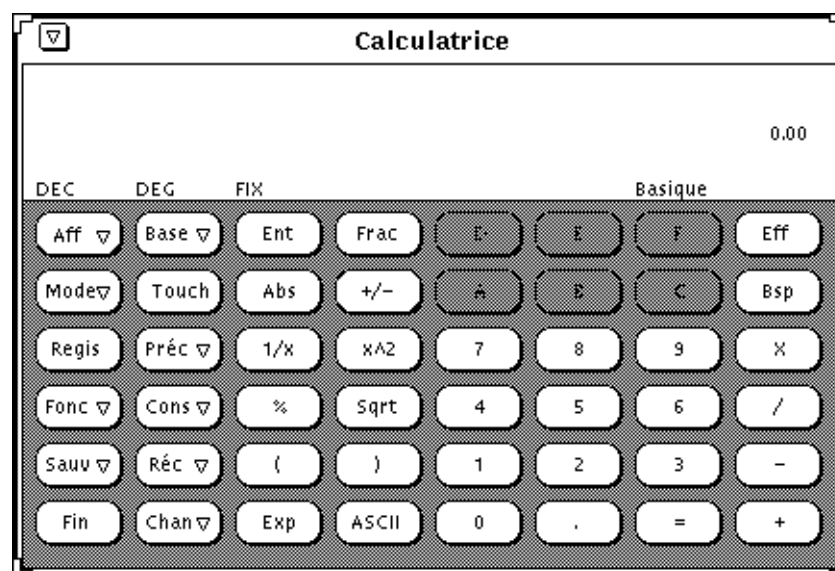 Calculatrice
0.00
DEC DEG FIX Basique
Aff Base Ent Frac F Eff
Mode Touch Abs +/- A C Bsp
Regis Préc 1/x x^2 7 8 9 X
Fonc Cons % Sqrt 4 5 6 /
Sauv Réc ( ) 1 2 3 -
Fin Chan Exp ASCII 0 . = +